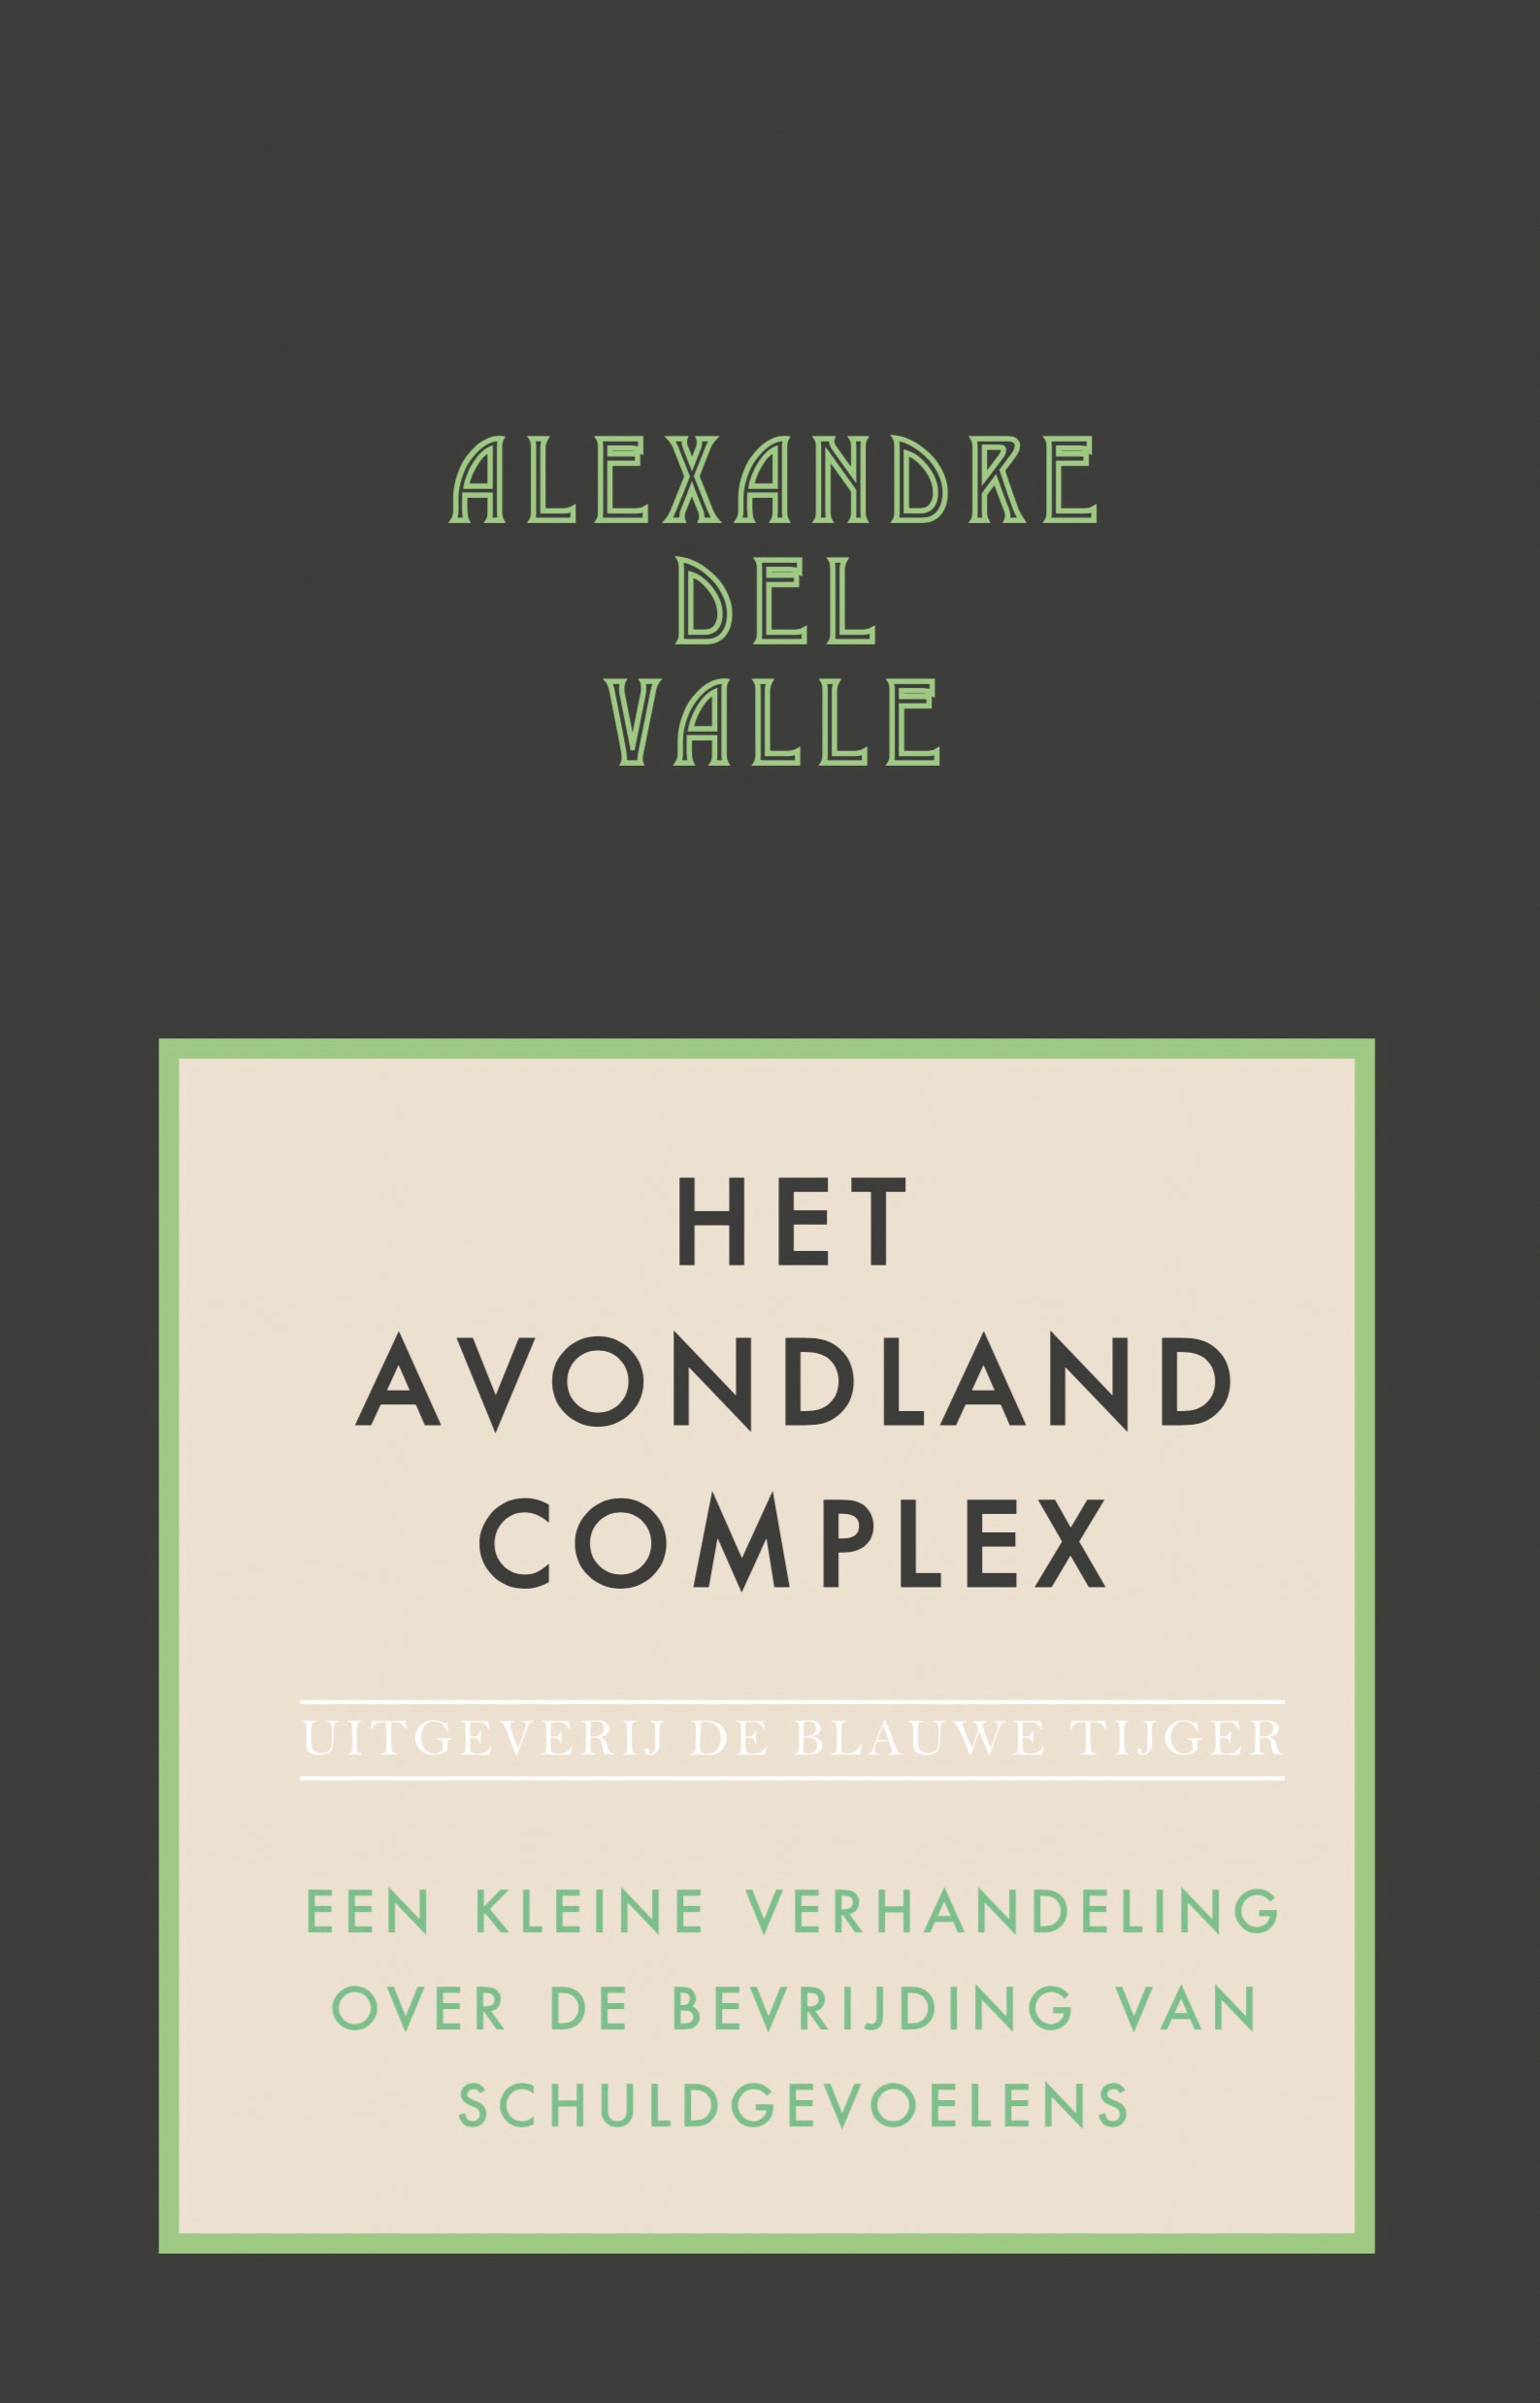 ALEXANDRE
DEL
VALLE
HET
AVONDLAND
COMPLEX
UITGEVERIJ DE BLAUWE TIJGER
EEN KLEINE VERHANDELING
OVER DE BEVRIJDING VAN
SCHULDGEVOELENS